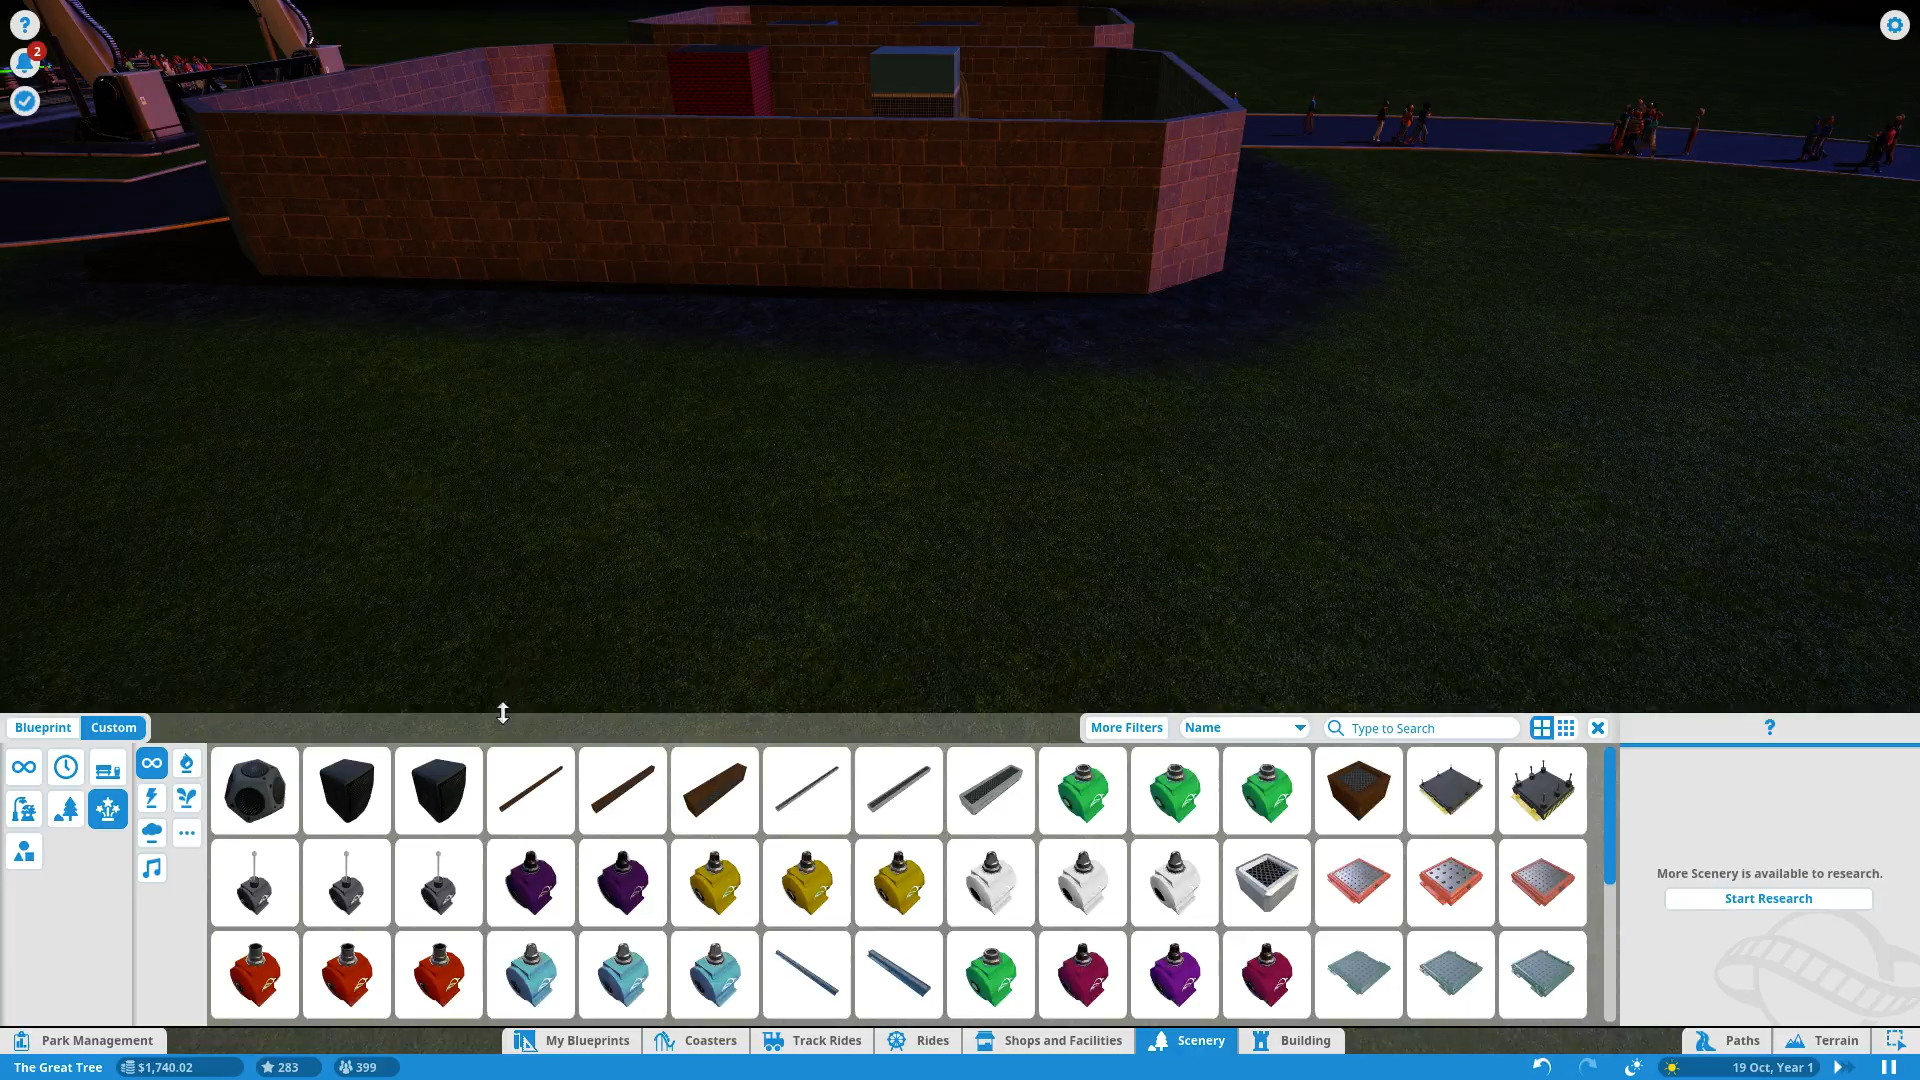 2
Blueprint
Custom
More Filters
Name
Type to Search
?
More Scenery is available to research.
Start Research
Park Management
My Blueprints
Coasters
Track Rides
Rides
Shops and Facilities
Scenery
Building
Paths
Terrain
The Great Tree
$1,740.02
283
399
19 Oct, Year 1